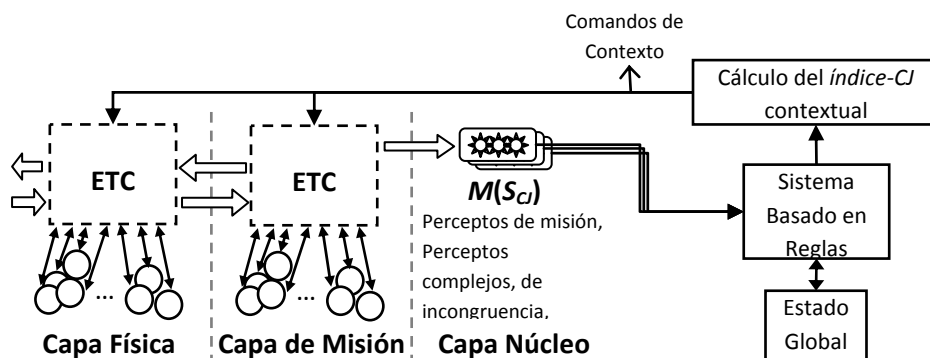 Comandos de
Contexto
Cálculo del índice-CJ
contextual
ETC
ETC
M(S_CJ)
Sistema
Basado en
Reglas
Perceptos de misión,
Perceptos
complejos, de
incongruencia,
...
...
Estado
Global
Capa Física
Capa de Misión
Capa Núcleo